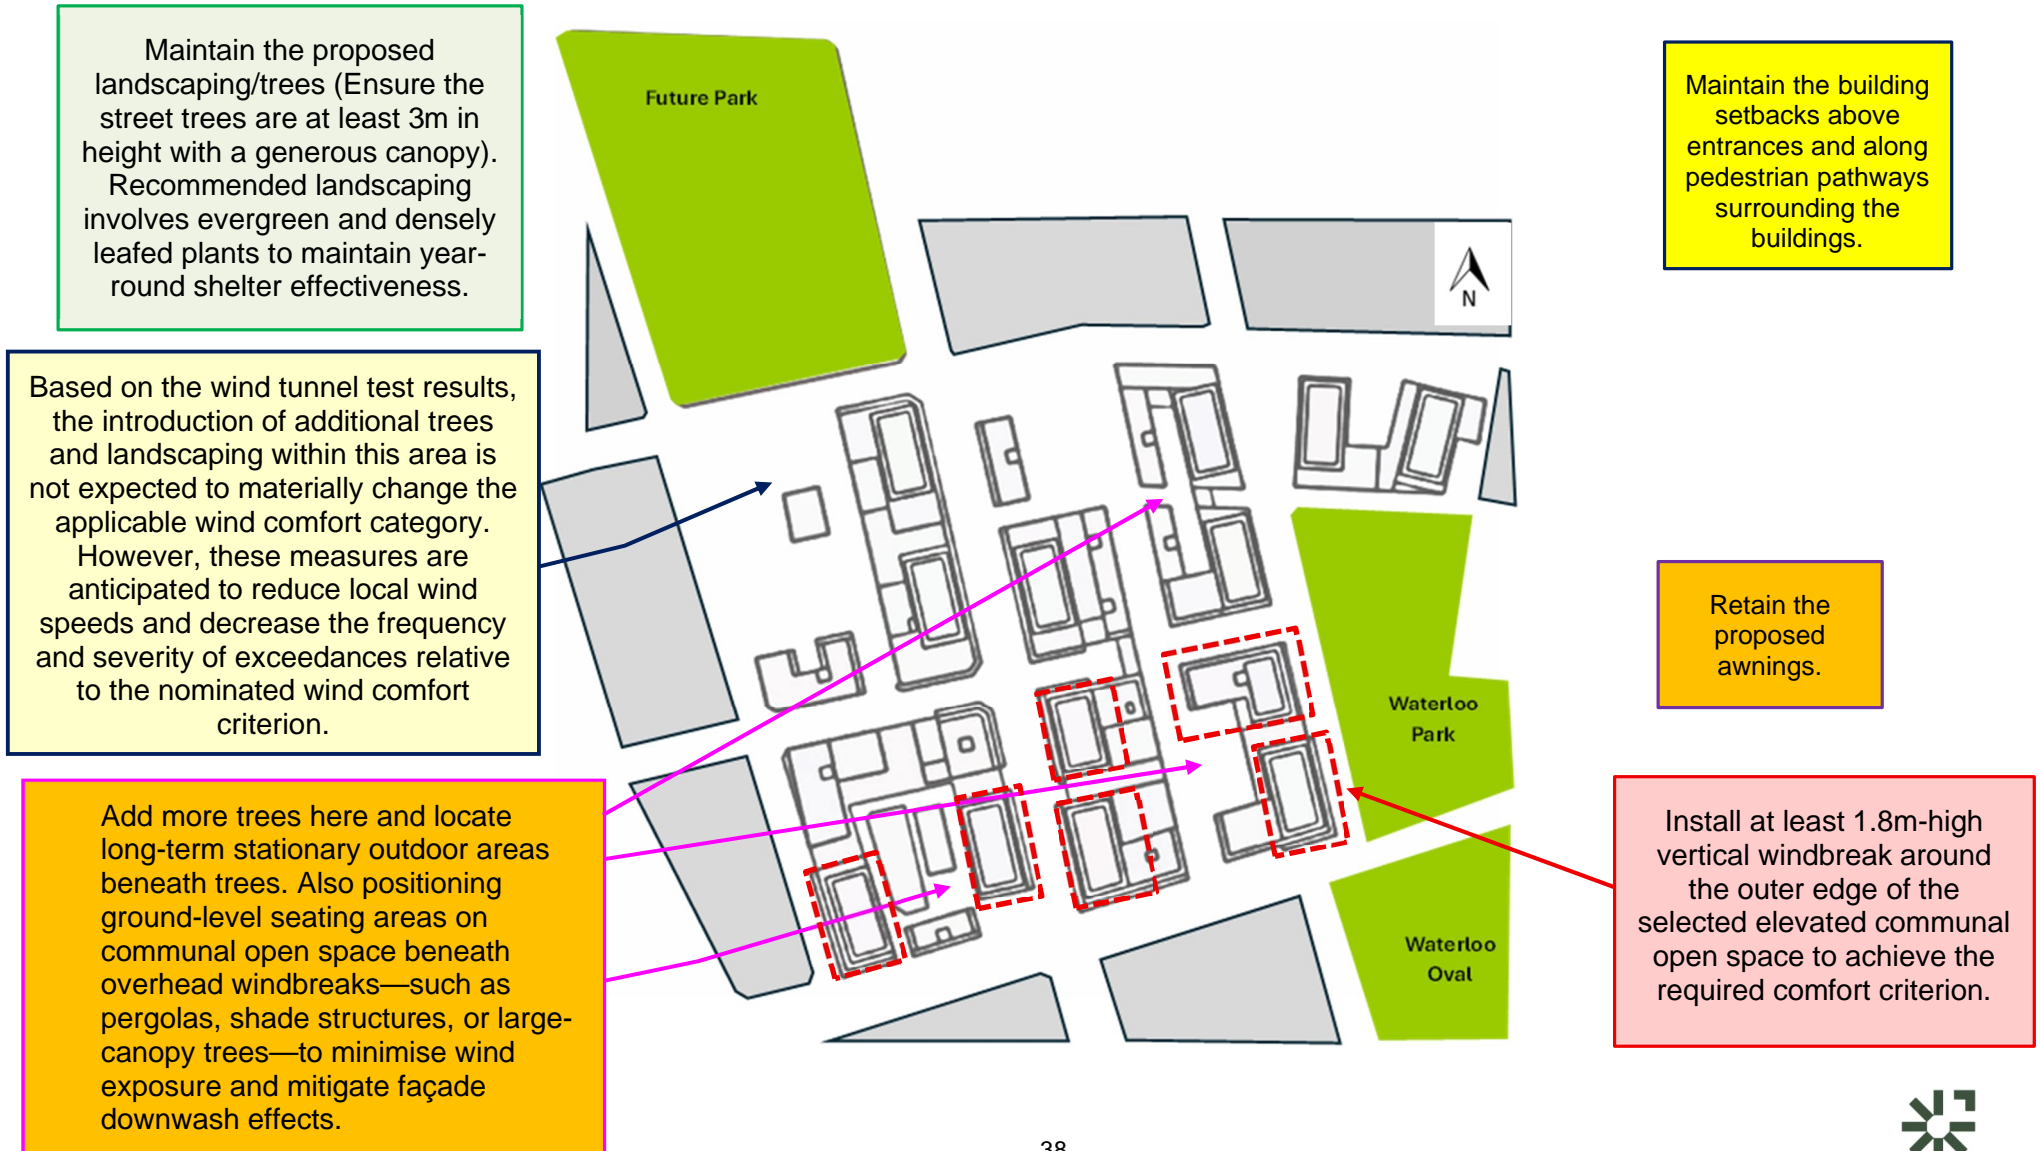 Maintain the proposed
landscaping/trees (Ensure the
street trees are at least 3m in
height with a generous canopy).
Recommended landscaping
involves evergreen and densely
leafed plants to maintain year-
round shelter effectiveness.
Based on the wind tunnel test results,
the introduction of additional trees
and landscaping within this area is
not expected to materially change the
applicable wind comfort category.
However, these measures are
anticipated to reduce local wind
speeds and decrease the frequency
and severity of exceedances relative
to the nominated wind comfort
criterion.
Add more trees here and locate
long-term stationary outdoor areas
beneath trees. Also positioning
ground-level seating areas on
communal open space beneath
overhead windbreaks—such as
pergolas, shade structures, or large-
canopy trees—to minimise wind
exposure and mitigate façade
downwash effects.
Future Park
N
Waterloo
Park
Waterloo
Oval
Maintain the building
setbacks above
entrances and along
pedestrian pathways
surrounding the
buildings.
Retain the
proposed
awnings.
Install at least 1.8m-high
vertical windbreak around
the outer edge of the
selected elevated communal
open space to achieve the
required comfort criterion.
38